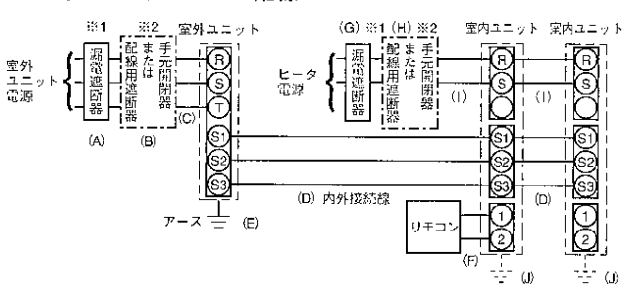 ※1 ※2 室外ユニット (G) ※1 (H) ※2 室内ユニット 室内ユニット
室外
ユニット
電源
漏電遮断器
手元開閉器
または
配線用遮断器
R
S
T
S1
S2
S3
(A)
(B)
(C)
アース
(E)
ヒータ
電源
漏電遮断器
手元開閉器
または
配線用遮断器
(I)
(I)
R
S
S1
S2
S3
1
2
R
S
S1
S2
S3
1
2
(D) 内外接続線
(D)
リモコン
(F)
(J)
(J)